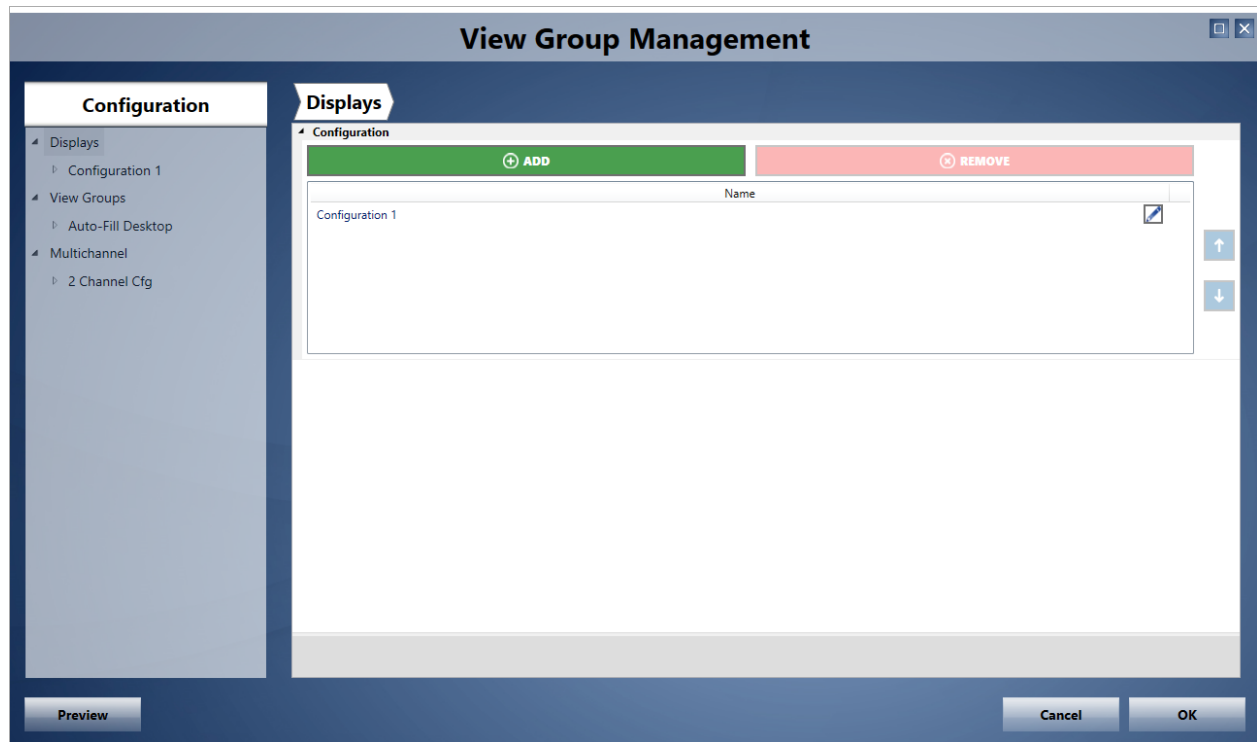 View Group Management
Configuration
Displays
Configuration 1
View Groups
Auto-Fill Desktop
Multichannel
2 Channel Cfg
Displays
Configuration
ADD
REMOVE
Name
Configuration 1
Preview
Cancel
OK